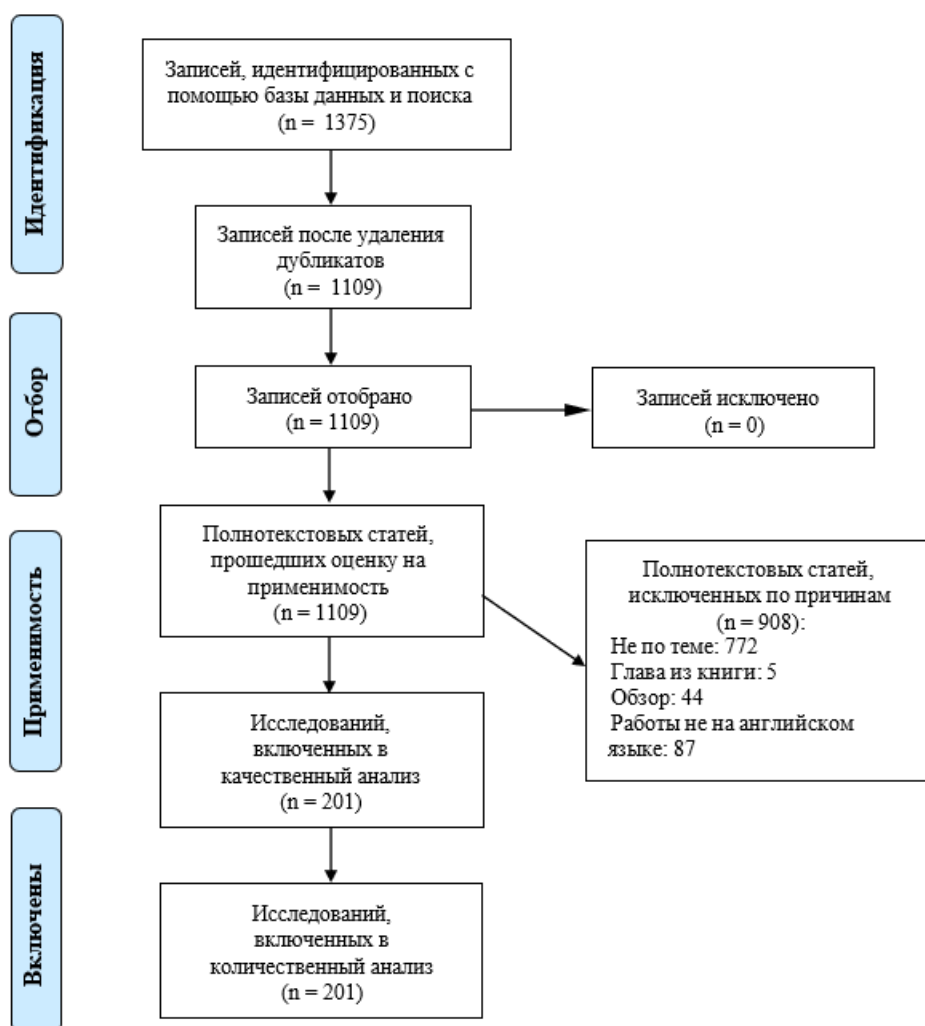 Идентификация
Записей, идентифицированных с
помощью базы данных и поиска
(n = 1375)
Записей после удаления
дубликатов
(n = 1109)
Отбор
Записей отобрано
(n = 1109)
Записей исключено
(n = 0)
Применимость
Полнотекстовых статей,
прошедших оценку на
применимость
(n = 1109)
Полнотекстовых статей,
исключенных по причинам
(n = 908):
Не по теме: 772
Глава из книги: 5
Обзор: 44
Работы не на английском
языке: 87
Исследований,
включенных в
качественный анализ
(n = 201)
Включены
Исследований,
включенных в
количественный анализ
(n = 201)